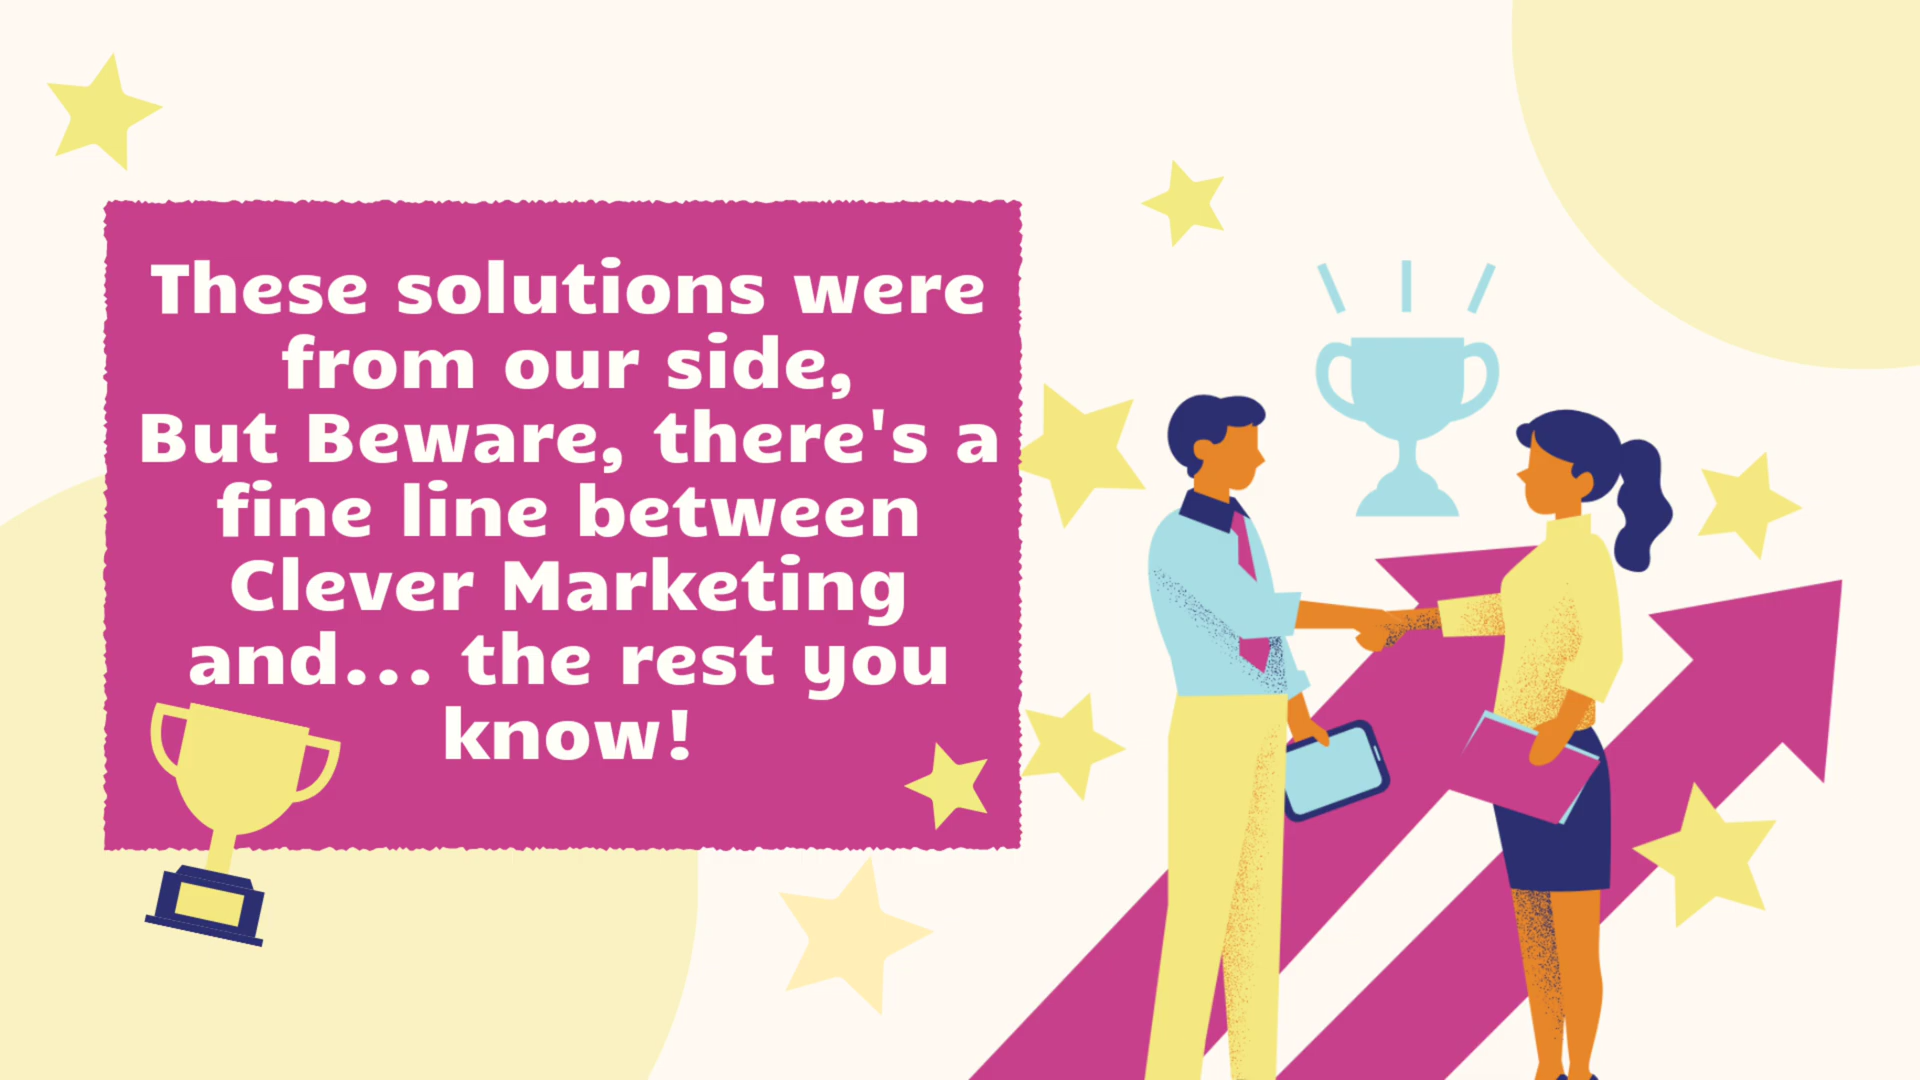 These solutions were
from our side,
But Beware, there's a
fine line between
Clever Marketing
and... the rest you
know!